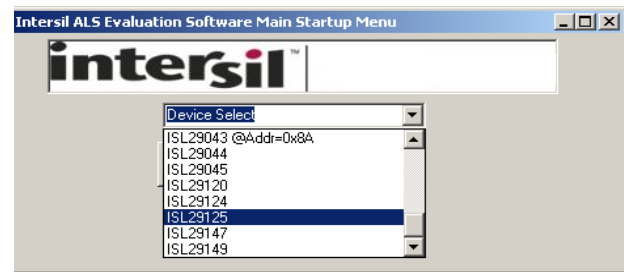 Intersil ALS Evaluation Software Main Startup Menu
intersil™
Device Select
ISL29043 @Addr=0x8A
ISL29044
ISL29045
ISL29120
ISL29124
ISL29125
ISL29147
ISL29149